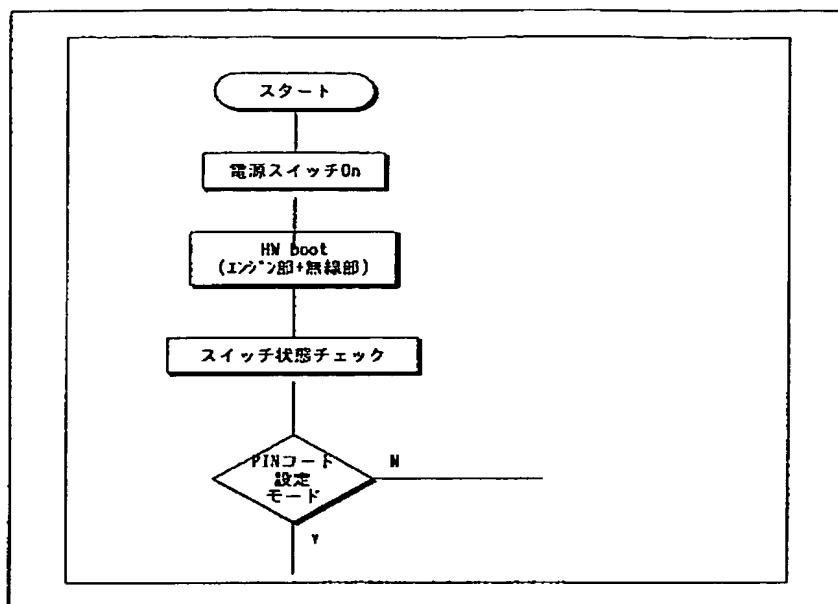 スタート
電源スイッチOn
HW boot
(ｴﾝｼﾞﾝ部+無線部)
スイッチ状態チェック
PINコード
設定
モード
N
Y